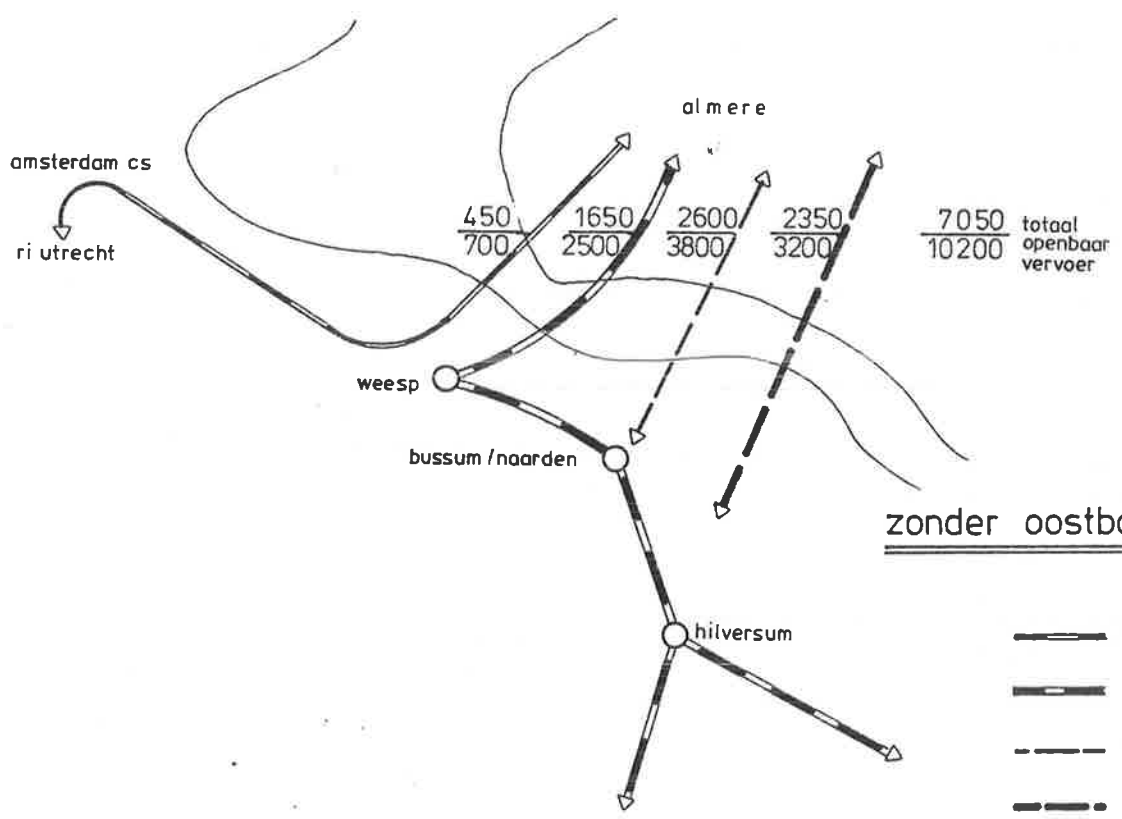 almere
amsterdam cs
ri utrecht
450 1650 2600 2350 7050 totaal
700 2500 3800 3200 10200 openbaar
vervoer
weesp
bussum/naarden
zonder
hilversum